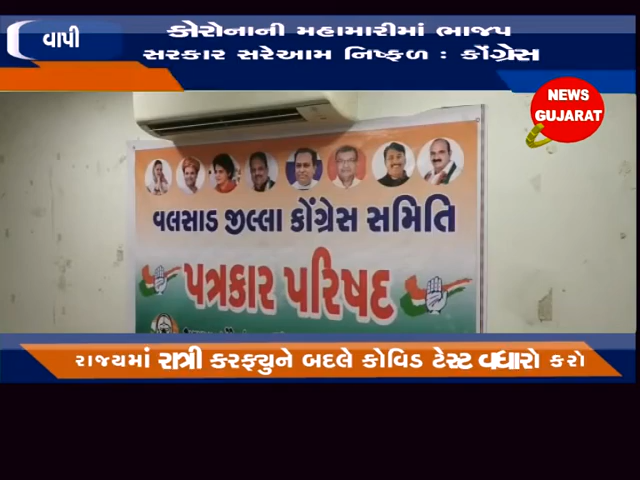 વાપી
કોરોનાની મહામારીમાં ભાજપ
સરકાર સરેઆમ નિષ્ફળ : કોંગ્રેસ
NEWS
GUJARAT
વલસાડ જીલ્લા કોંગ્રેસ સમિતિ
પત્રકાર પરિષદ
રાજ્યમાં રાત્રી કરફ્યુને બદલે કોવિડ ટેસ્ટ વધારો કરો